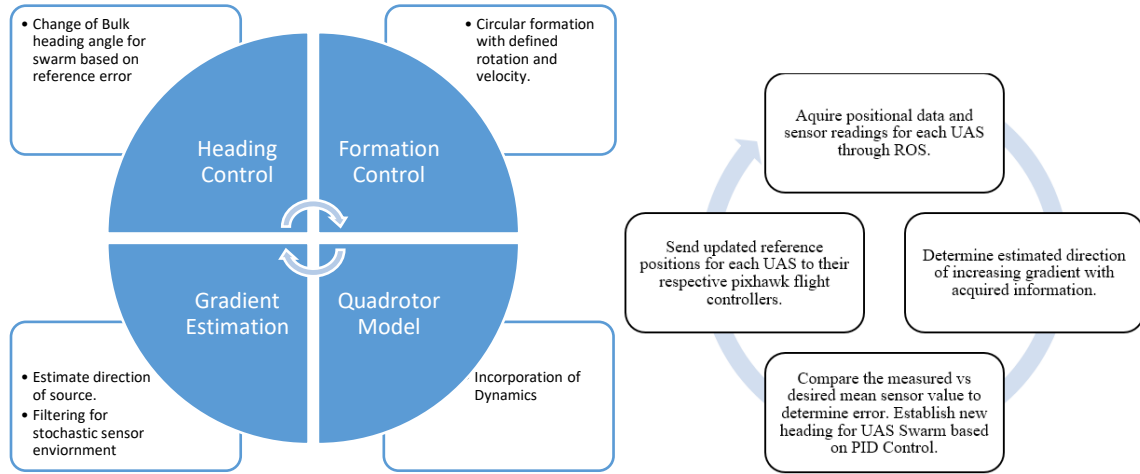 • Change of Bulk
heading angle for
swarm based on
reference error
• Circular formation
with defined
rotation and
velocity.
Heading
Control
Formation
Control
Gradient
Estimation
Quadrotor
Model
• Estimate direction
of source.
• Filtering for
stochastic sensor
enviornment
Incorporation of
Dynamics
Aquire positional data and
sensor readings for each UAS
through ROS.
Determine estimated direction
of increasing gradient with
acquired information.
Compare the measured vs
desired mean sensor value to
determine error. Establish new
heading for UAS Swarm based
on PID Control.
Send updated reference
positions for each UAS to their
respective pixhawk flight
controllers.